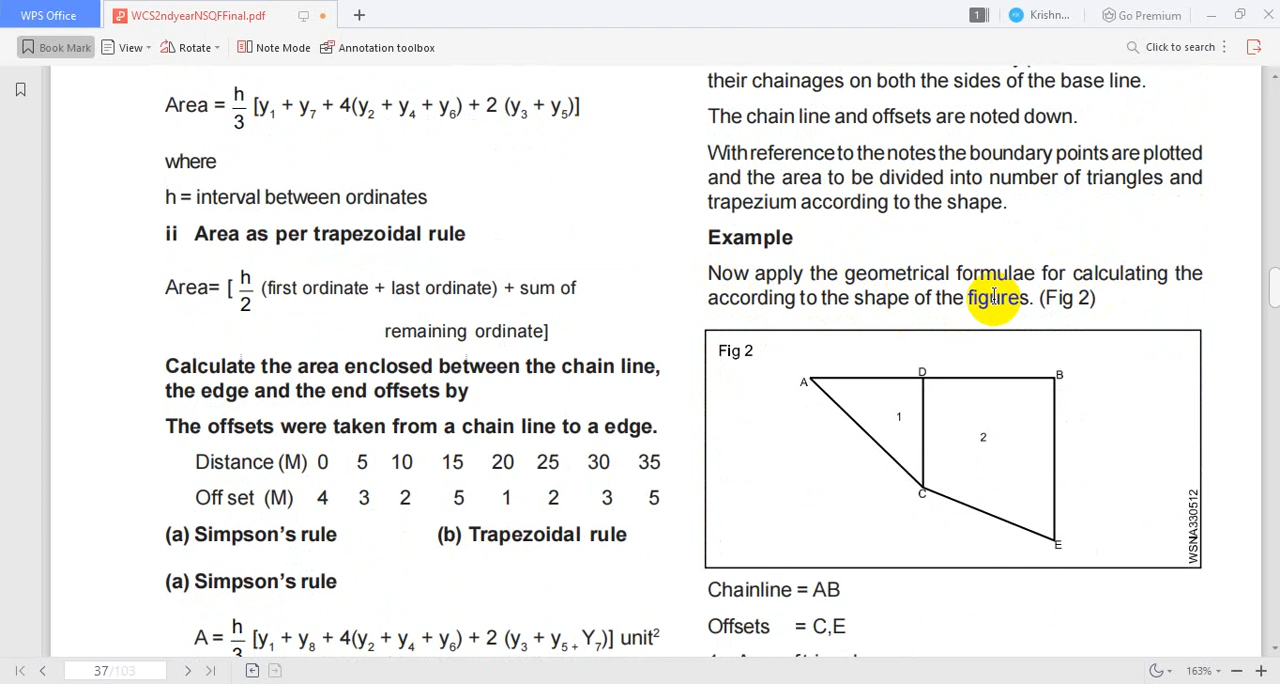 WPS Office
WCS2ndyearNSQFFinal.pdf
1
Krishn...
Go Premium
Book Mark
View
Rotate
Note Mode
Annotation toolbox
Click to search
Area = h/3 [y1 + y7 + 4(y2 + y4 + y6) + 2 (y3 + y5)]
where
h = interval between ordinates
ii Area as per trapezoidal rule
Area= [ h/2 (first ordinate + last ordinate) + sum of
remaining ordinate]
Calculate the area enclosed between the chain line,
the edge and the end offsets by
The offsets were taken from a chain line to a edge.
Distance (M) 0 5 10 15 20 25 30 35
Off set (M) 4 3 2 5 1 2 3 5
(a) Simpson's rule (b) Trapezoidal rule
(a) Simpson's rule
A = h/3 [y1 + y8 + 4(y2 + y4 + y6) + 2 (y3 + y5 + Y7)] unit2
their chainages on both the sides of the base line.
The chain line and offsets are noted down.
With reference to the notes the boundary points are plotted
and the area to be divided into number of triangles and
trapezium according to the shape.
Example
Now apply the geometrical formulae for calculating the
according to the shape of the figures. (Fig 2)
Fig 2
A
D
B
1
2
C
E
WSNA330512
Chainline = AB
Offsets = C,E
37/103
163%